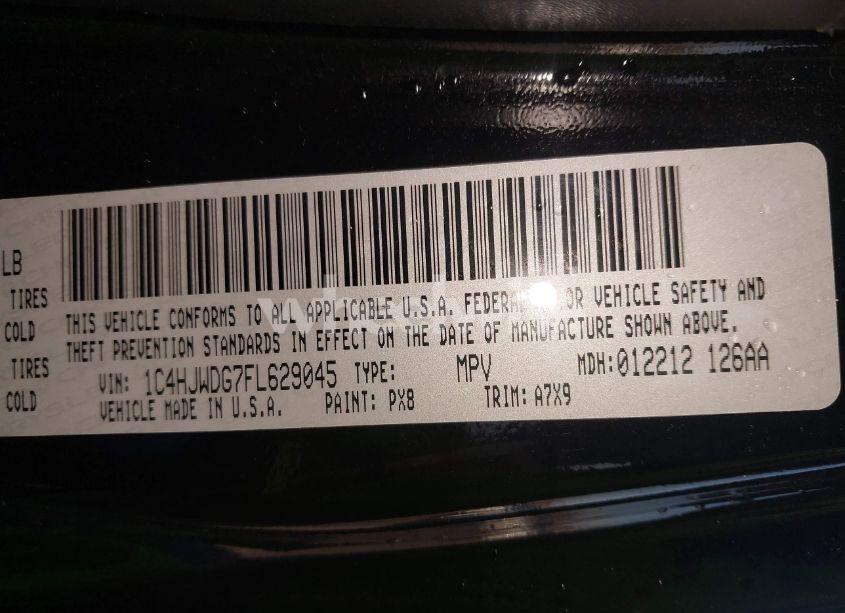 LB
TIRES
COLD
TIRES
COLD
THIS VEHICLE CONFORMS TO ALL APPLICABLE U.S.A. FEDERAL MOTOR VEHICLE SAFETY AND
THEFT PREVENTION STANDARDS IN EFFECT ON THE DATE OF MANUFACTURE SHOWN ABOVE.
VIN: 1C4HJWDG7FL629045 TYPE: MPV MDH: 012212 126AA
VEHICLE MADE IN U.S.A. PAINT: PX8 TRIM: A7X9